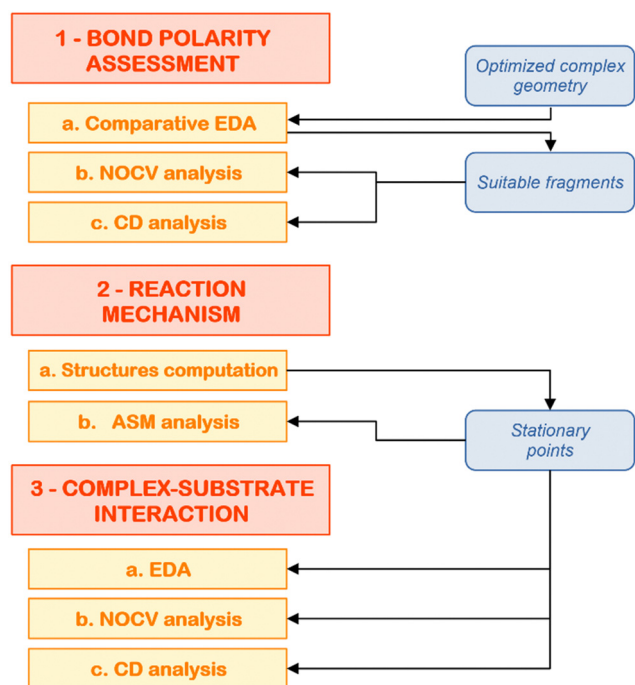 1 - BOND POLARITY
ASSESSMENT
Optimized complex
geometry
a. Comparative EDA
b. NOCV analysis
Suitable fragments
c. CD analysis
2 - REACTION
MECHANISM
a. Structures computation
b. ASM analysis
Stationary
points
3 - COMPLEX-SUBSTRATE
INTERACTION
a. EDA
b. NOCV analysis
c. CD analysis